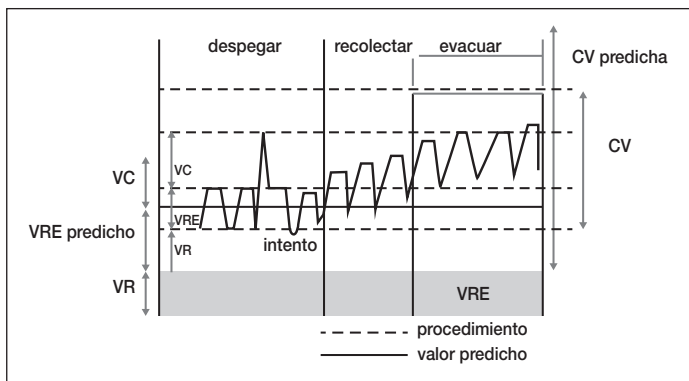 despegar
recolectar
evacuar
CV predicha
CV
VC
VC
VRE predicho
VRE
VR
intento
VR
VRE
procedimiento
valor predicho